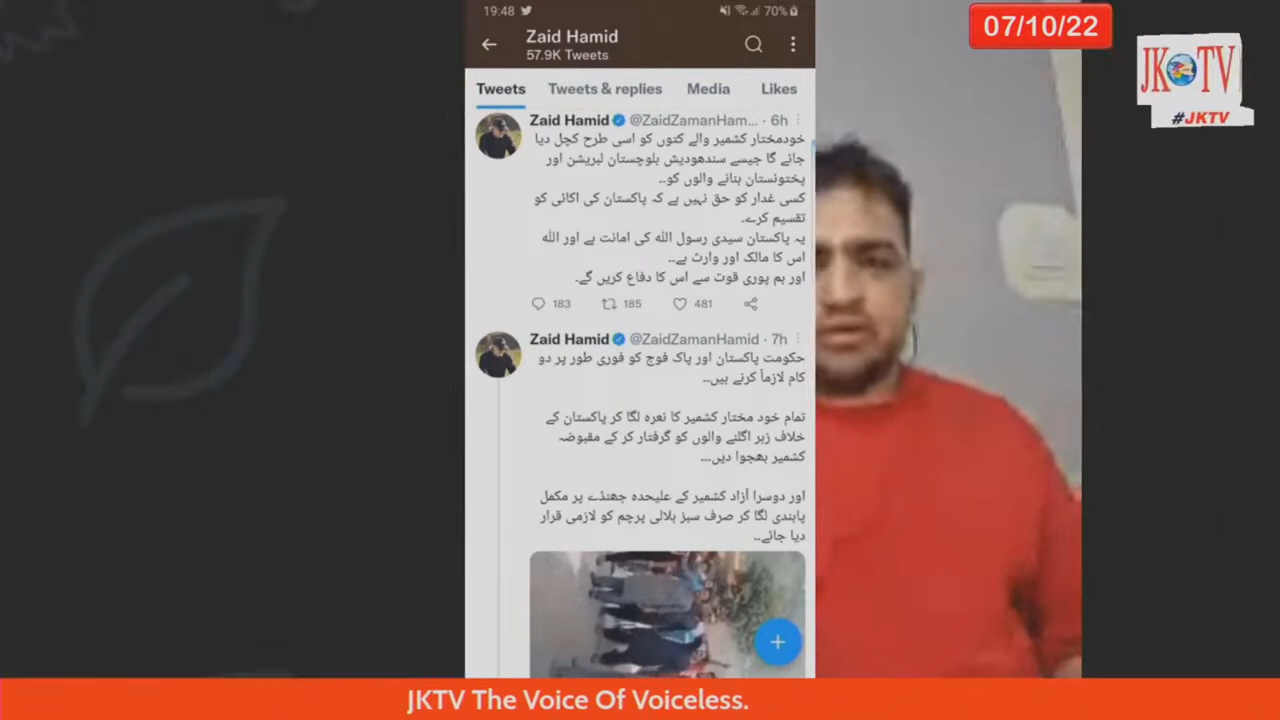 19:48
70%
Zaid Hamid
57.9K Tweets
Tweets
Tweets & replies
Media
Likes
Zaid Hamid @ZaidZamanHam... · 6h
خودمختار کشمیر والے کتوں کو اسی طرح کچل دیا
جائے گا جیسے سندھودیش بلوچستان لبریشن اور
پختونستان بنانے والوں کو..
کسی غدار کو حق نہیں ہے کہ پاکستان کی اکائی کو
تقسیم کرے.
یہ پاکستان سیدی رسول اللہ کی امانت ہے اور اللہ
اس کا مالک اور وارث ہے..
اور ہم پوری قوت سے اس کا دفاع کریں گے.
183
185
481
Zaid Hamid @ZaidZamanHamid · 7h
حکومت پاکستان اور پاک فوج کو فوری طور پر دو
کام لازماً کرنے ہیں..
تمام خود مختار کشمیر کا نعرہ لگا کر پاکستان کے
خلاف زہر اگلنے والوں کو گرفتار کر کے مقبوضہ
کشمیر بھجوا دیں...
اور دوسرا آزاد کشمیر کے علیحدہ جھنڈے پر مکمل
پابندی لگا کر صرف سبز ہلالی پرچم کو لازمی قرار
دیا جائے..
07/10/22
JK TV
#JKTV
JKTV The Voice Of Voiceless.